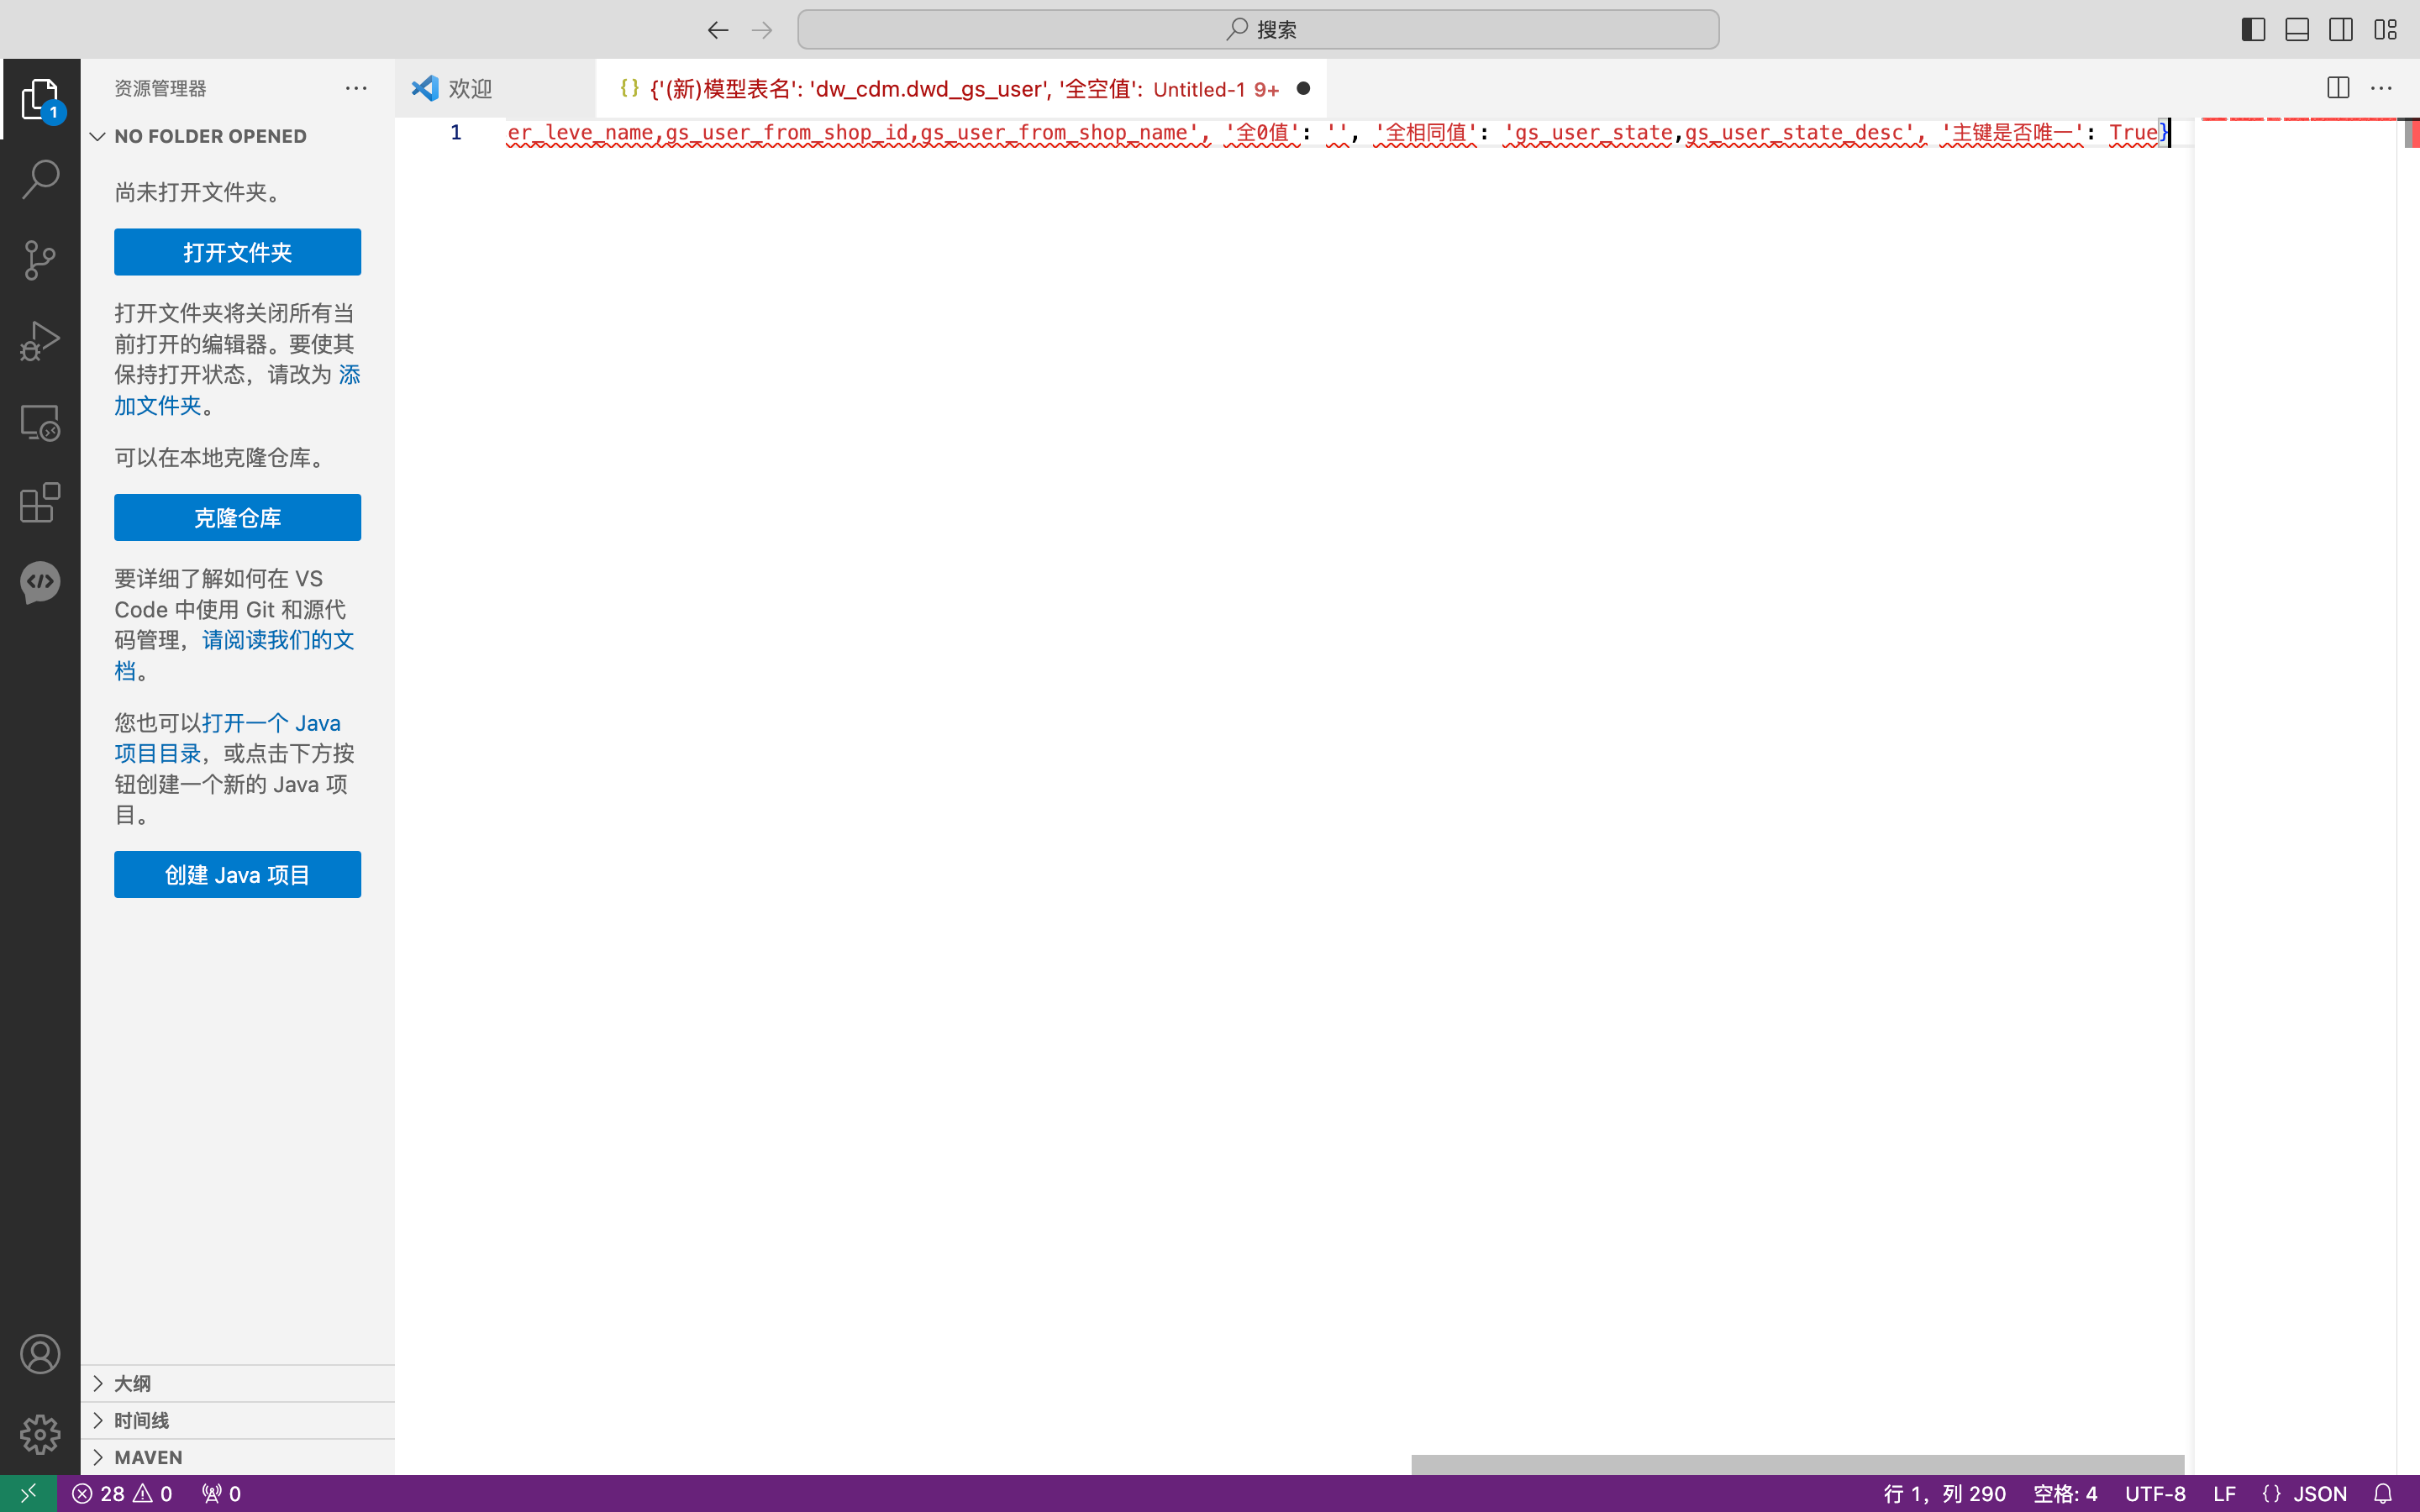 搜索
资源管理器
1
NO FOLDER OPENED
尚未打开文件夹。
打开文件夹
打开文件夹将关闭所有当
前打开的编辑器。要使其
保持打开状态，请改为 添
加文件夹。
可以在本地克隆仓库。
克隆仓库
要详细了解如何在 VS
Code 中使用 Git 和源代
码管理，请阅读我们的文
档。
您也可以打开一个 Java
项目目录，或点击下方按
钮创建一个新的 Java 项
目。
创建 Java 项目
大纲
时间线
MAVEN
欢迎
{} {'(新)模型表名': 'dw_cdm.dwd_gs_user', '全空值': Untitled-1 9+
1 er_leve_name,gs_user_from_shop_id,gs_user_from_shop_name', '全0值': '', '全相同值': 'gs_user_state,gs_user_state_desc', '主键是否唯一': True}
28 0 0
行 1，列 290 空格: 4 UTF-8 LF {} JSON